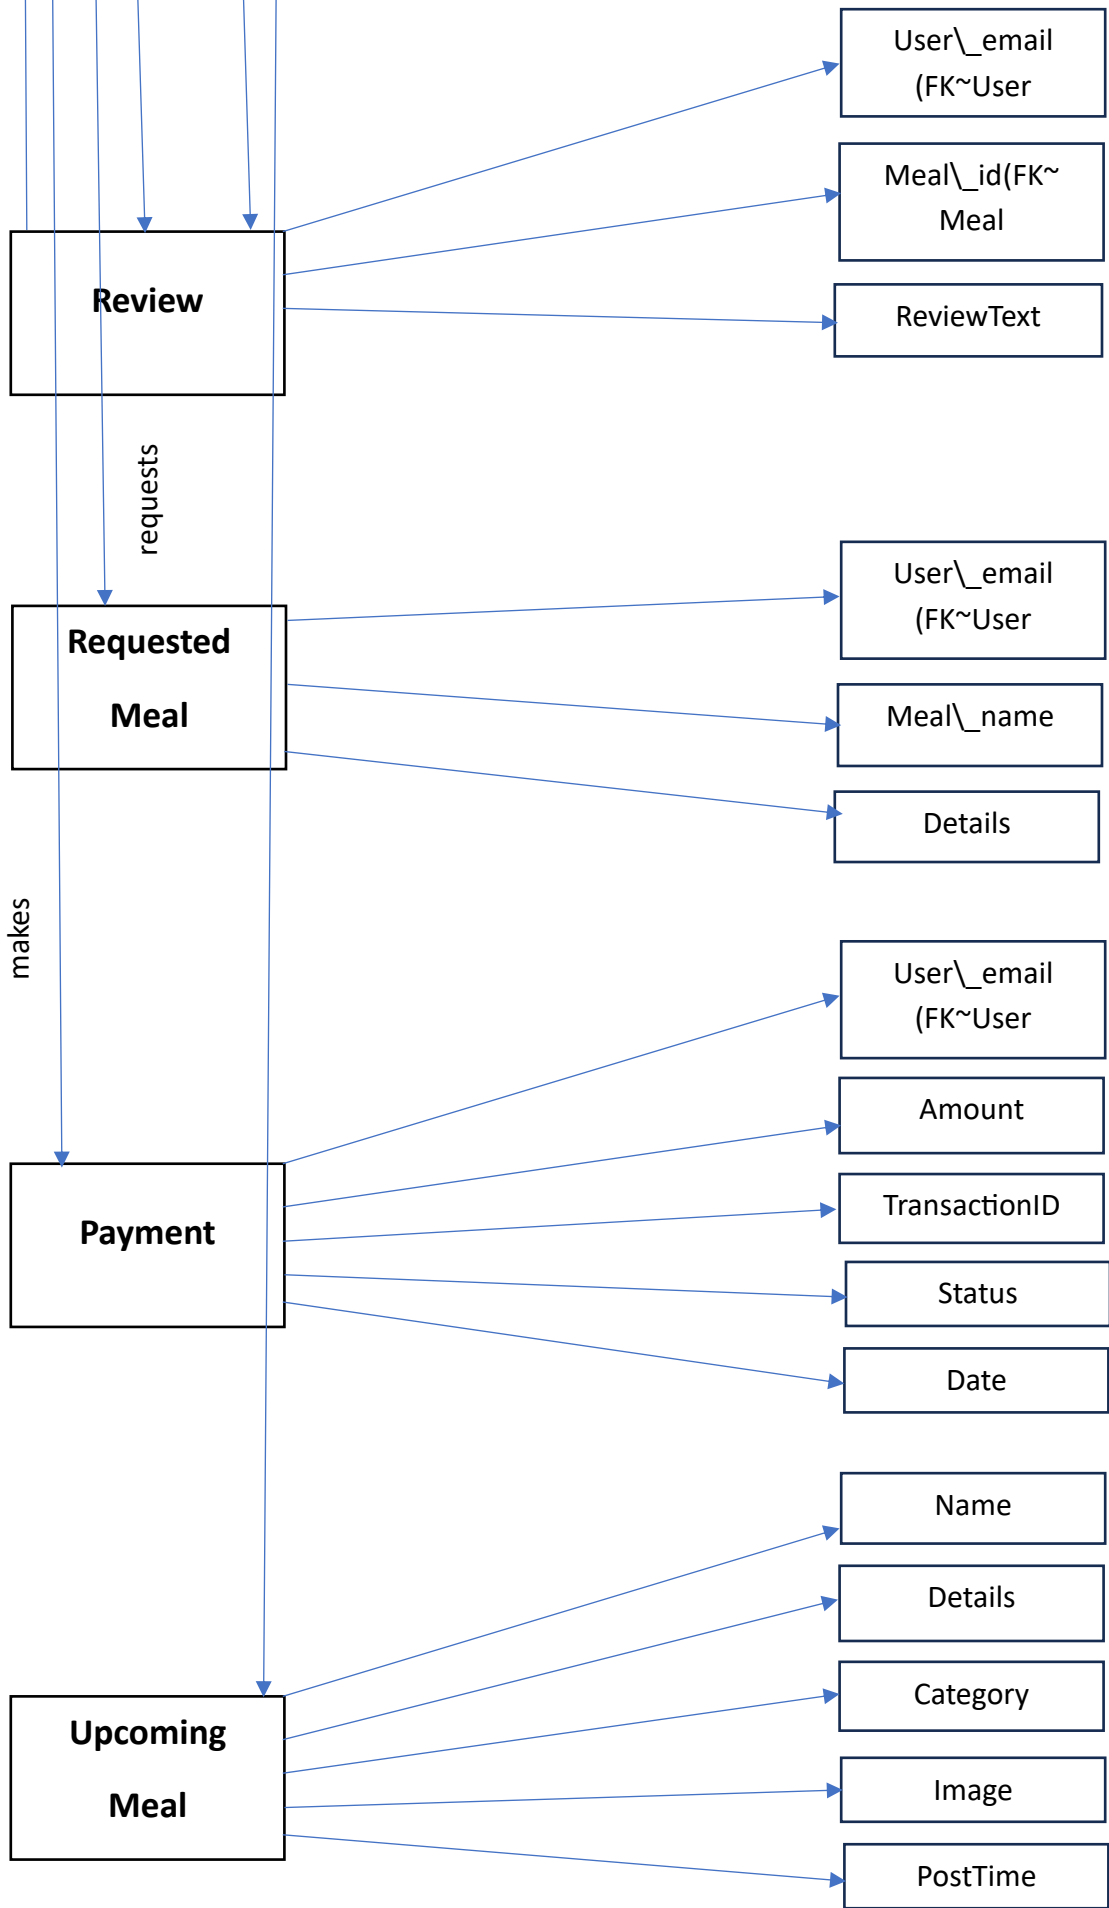 User\_email
(FK~User
Meal\_id(FK~
Meal
Review
ReviewText
requests
User\_email
(FK~User
Requested
Meal
Meal\_name
Details
makes
User\_email
(FK~User
Amount
Payment
TransactionID
Status
Date
Name
Details
Upcoming
Meal
Category
Image
PostTime